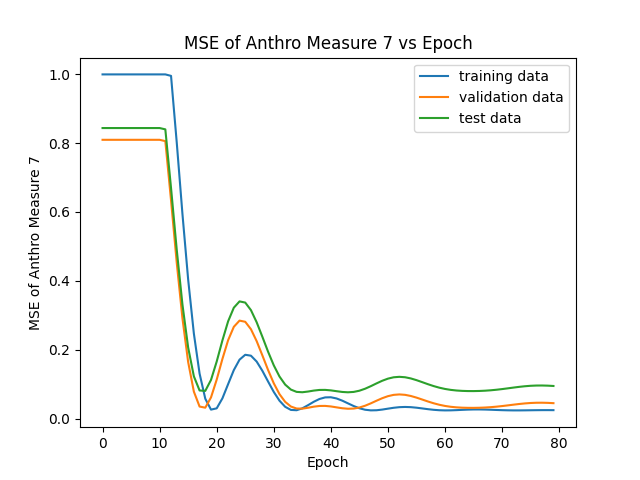 MSE of Anthro Measure 7 vs Epoch
training data
validation data
test data
MSE of Anthro Measure 7
1.0
0.8
0.6
0.4
0.2
0.0
0 10 20 30 40 50 60 70 80
Epoch